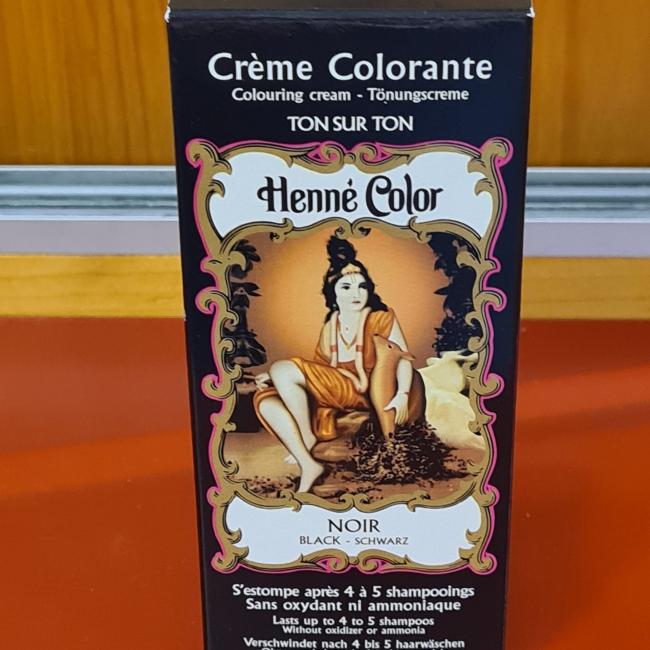 Crème Colorante
Colouring cream - Tönungscreme
TON SUR TON
Henné Color
NOIR
BLACK - SCHWARZ
S'estompe après 4 à 5 shampooings
Sans oxydant ni ammoniaque
Lasts up to 4 to 5 shampoos
Without oxidizer or ammonia
Verschwindet nach 4 bis 5 haarwäschen